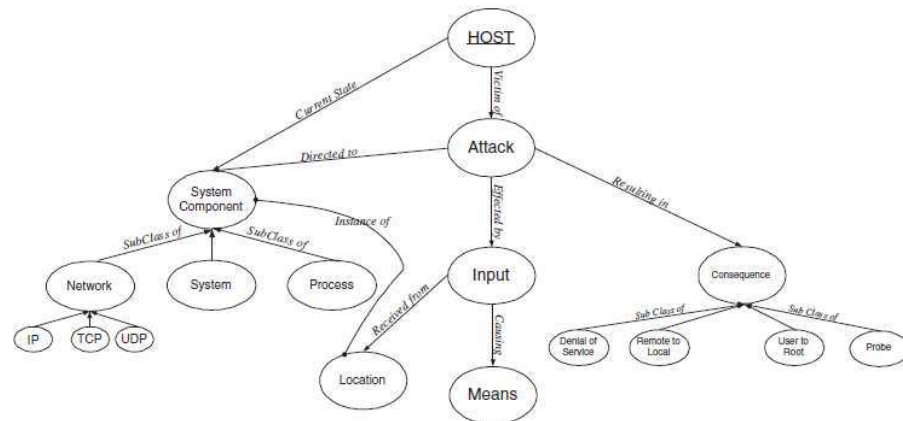 HOST
Current State
Victim of
Attack
Directed to
Resulting in
System
Component
Effected by
Instance of
SubClass of
SubClass of
Network
System
Process
Input
Consequence
IP
TCP
UDP
Received from
Causing
Sub Class of
Sub Class of
Denial of
Service
Remote to
Local
User to
Root
Probe
Location
Means